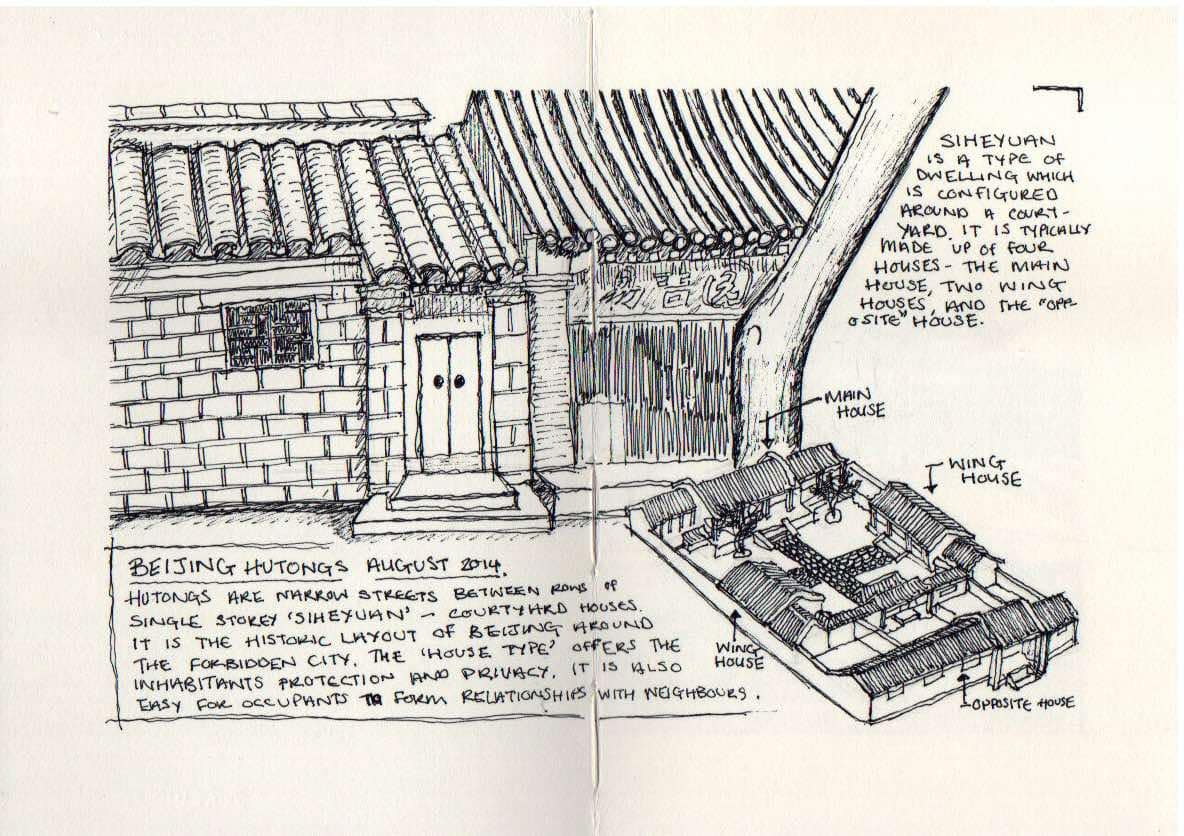 SIHEYUAN
IS A TYPE OF
DWELLING WHICH
IS CONFIGURED
AROUND A COURT-
YARD. IT IS TYPICALLY
MADE UP OF FOUR
HOUSES - THE MAIN
HOUSE, TWO WING
HOUSES, AND THE "OPP-
OSITE" HOUSE.
MAIN
HOUSE
WING
HOUSE
WING
HOUSE
OPPOSITE HOUSE
BEIJING HUTONGS AUGUST 2014.
HUTONGS ARE NARROW STREETS BETWEEN ROWS OF
SINGLE STOREY 'SIHEYUAN' - COURTYARD HOUSES.
IT IS THE HISTORIC LAYOUT OF BEIJING AROUND
THE FORBIDDEN CITY. THE 'HOUSE TYPE' OFFERS THE
INHABITANTS PROTECTION AND PRIVACY. IT IS ALSO
EASY FOR OCCUPANTS TO FORM RELATIONSHIPS WITH NEIGHBOURS.